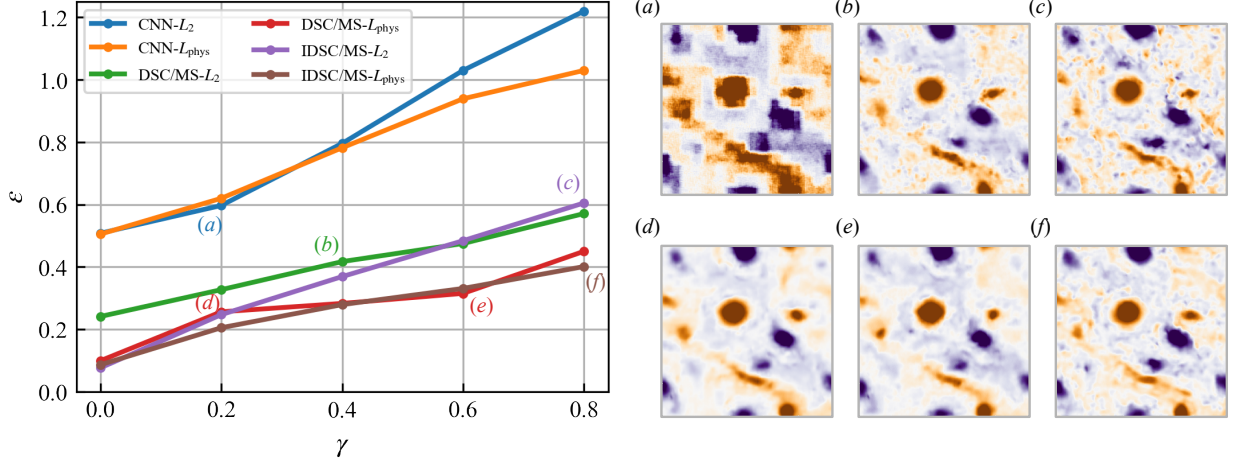 CNN-L₂
CNN-Lphys
DSC/MS-L₂
DSC/MS-Lphys
IDSC/MS-L₂
IDSC/MS-Lphys
1.2
1.0
0.8
0.6
0.4
0.2
0.0
ε
(a)
(b)
(c)
(d)
(e)
(f)
0.0 0.2 0.4 0.6 0.8
γ
(a) (b) (c)
(d) (e) (f)